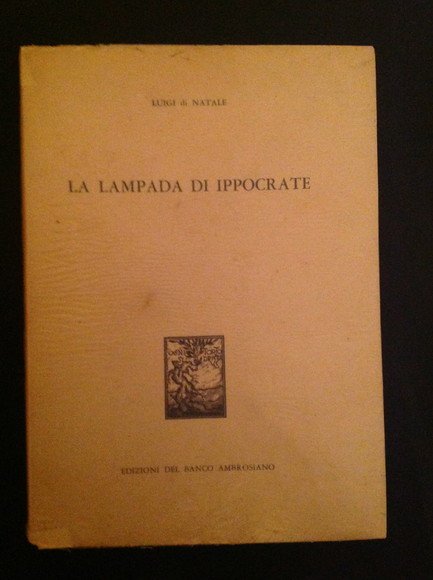 LUIGI di NATALE
LA LAMPADA DI IPPOCRATE
EDIZIONI DEL BANCO AMBROSIANO